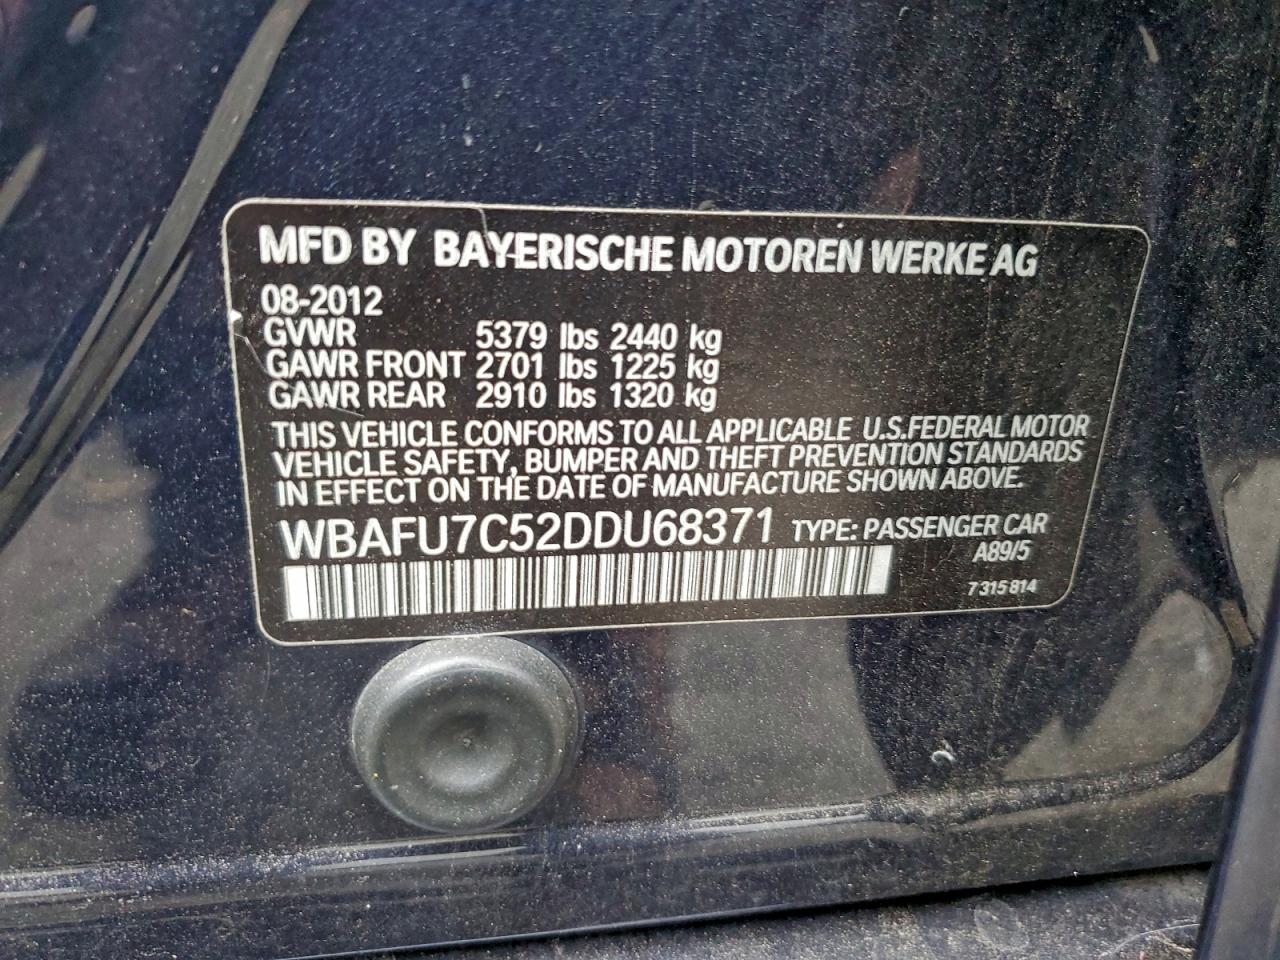 MFD BY BAYERISCHE MOTOREN WERKE AG
08-2012
GVWR 5379 lbs 2440 kg
GAWR FRONT 2701 lbs 1225 kg
GAWR REAR 2910 lbs 1320 kg
THIS VEHICLE CONFORMS TO ALL APPLICABLE U.S.FEDERAL MOTOR
VEHICLE SAFETY, BUMPER AND THEFT PREVENTION STANDARDS
IN EFFECT ON THE DATE OF MANUFACTURE SHOWN ABOVE.
WBAFU7C52DDU68371 TYPE: PASSENGER CAR
A89/5
7 315 814